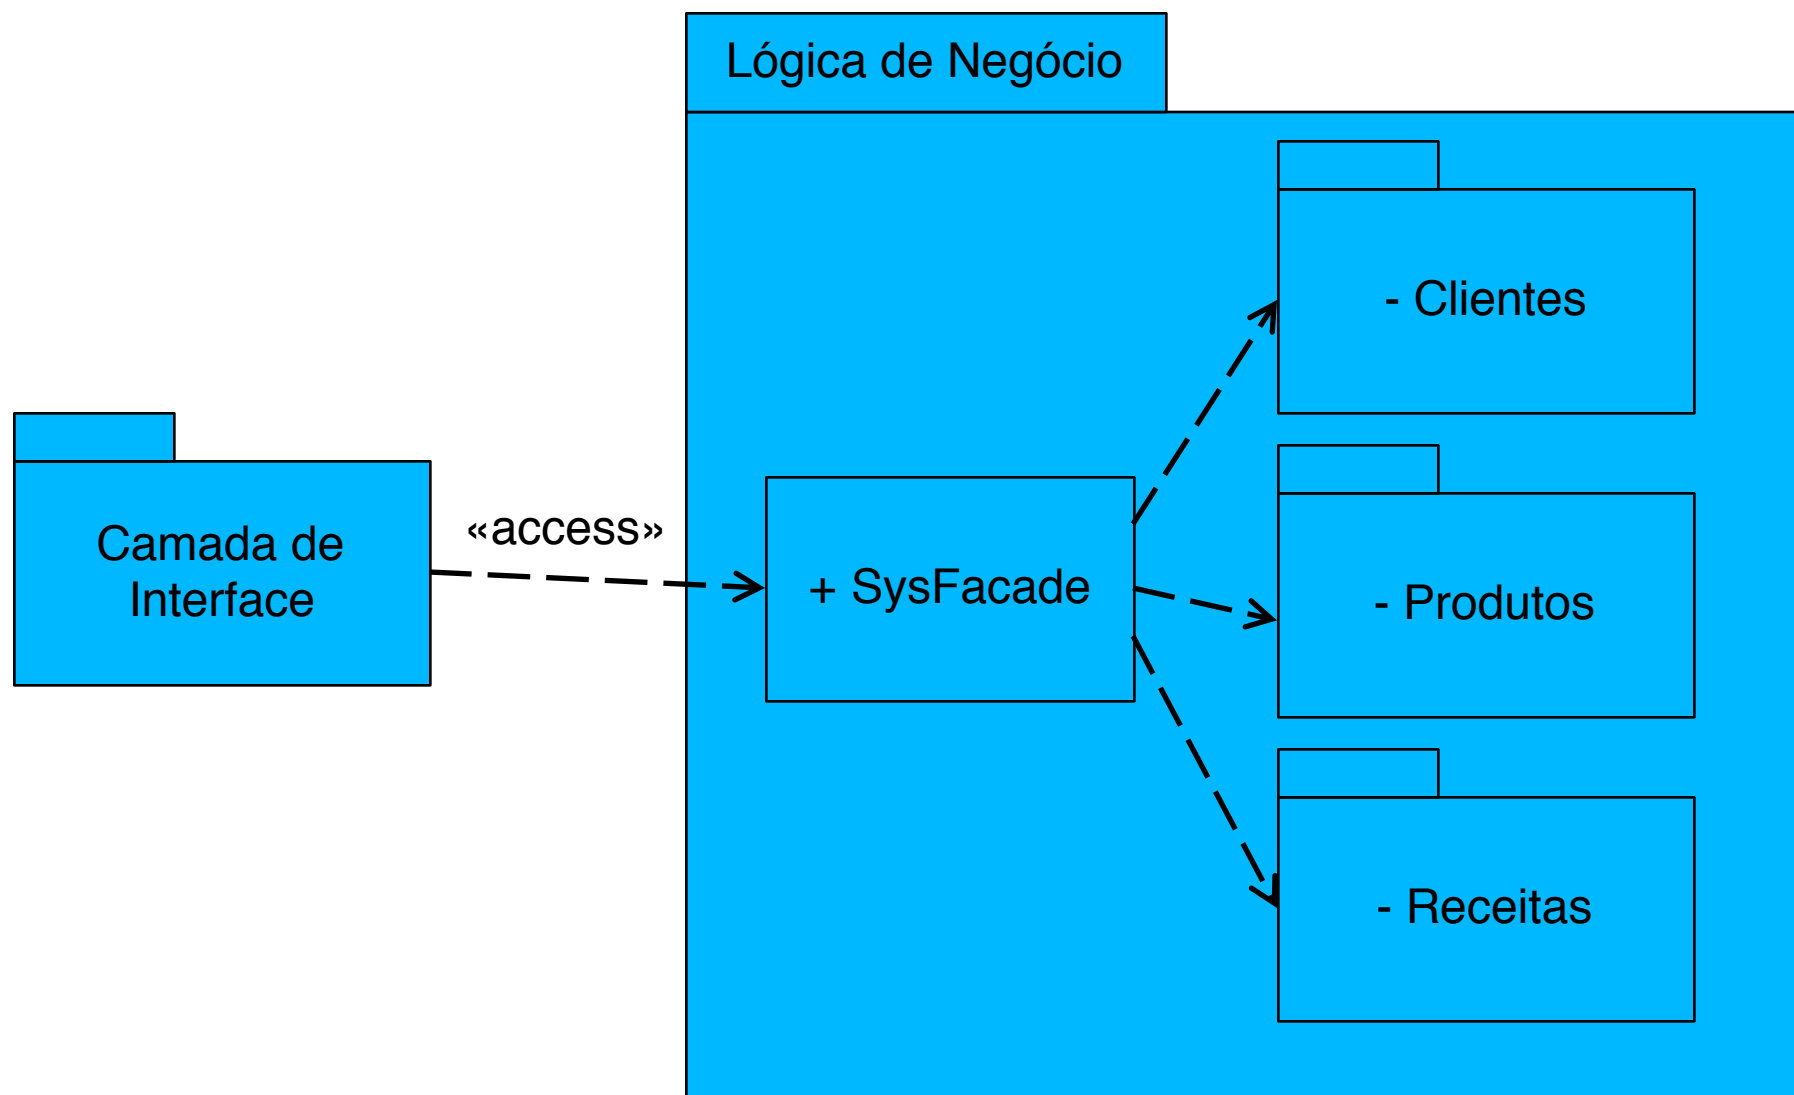 Lógica de Negócio
- Clientes
«access»
Camada de
Interface
+ SysFacade
- Produtos
- Receitas